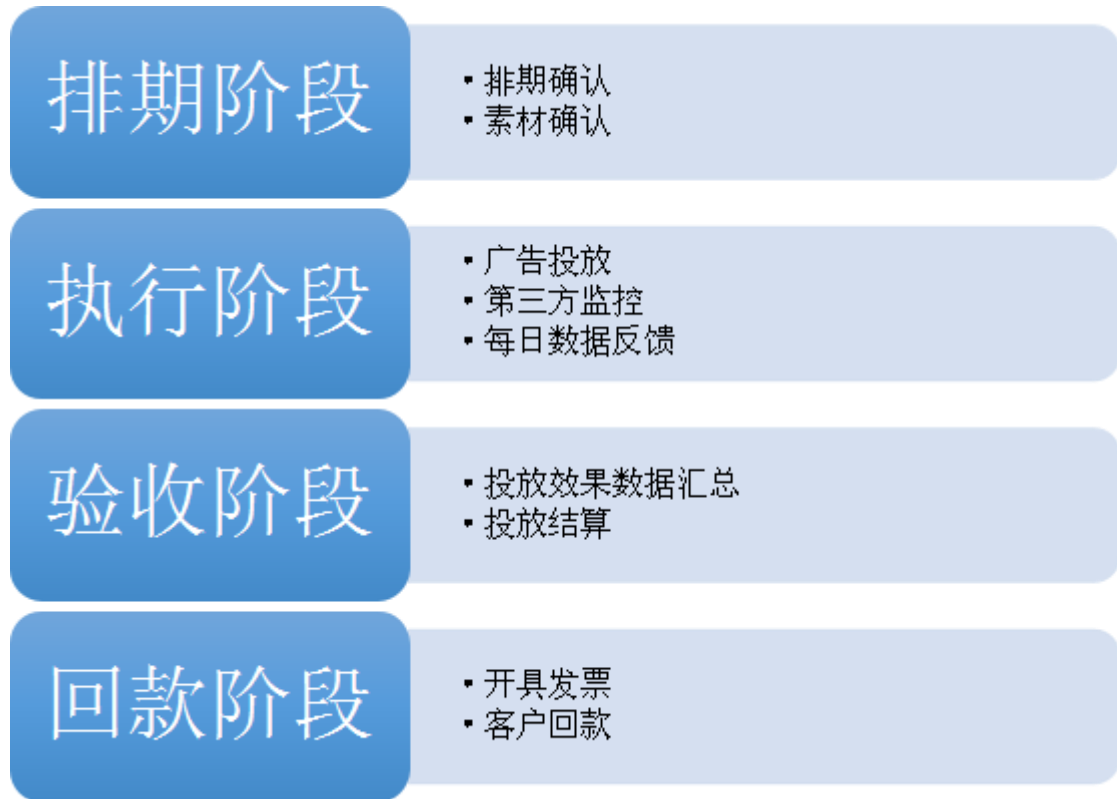 排期阶段
▪ 排期确认
▪ 素材确认
执行阶段
▪ 广告投放
▪ 第三方监控
▪ 每日数据反馈
验收阶段
▪ 投放效果数据汇总
▪ 投放结算
回款阶段
▪ 开具发票
▪ 客户回款